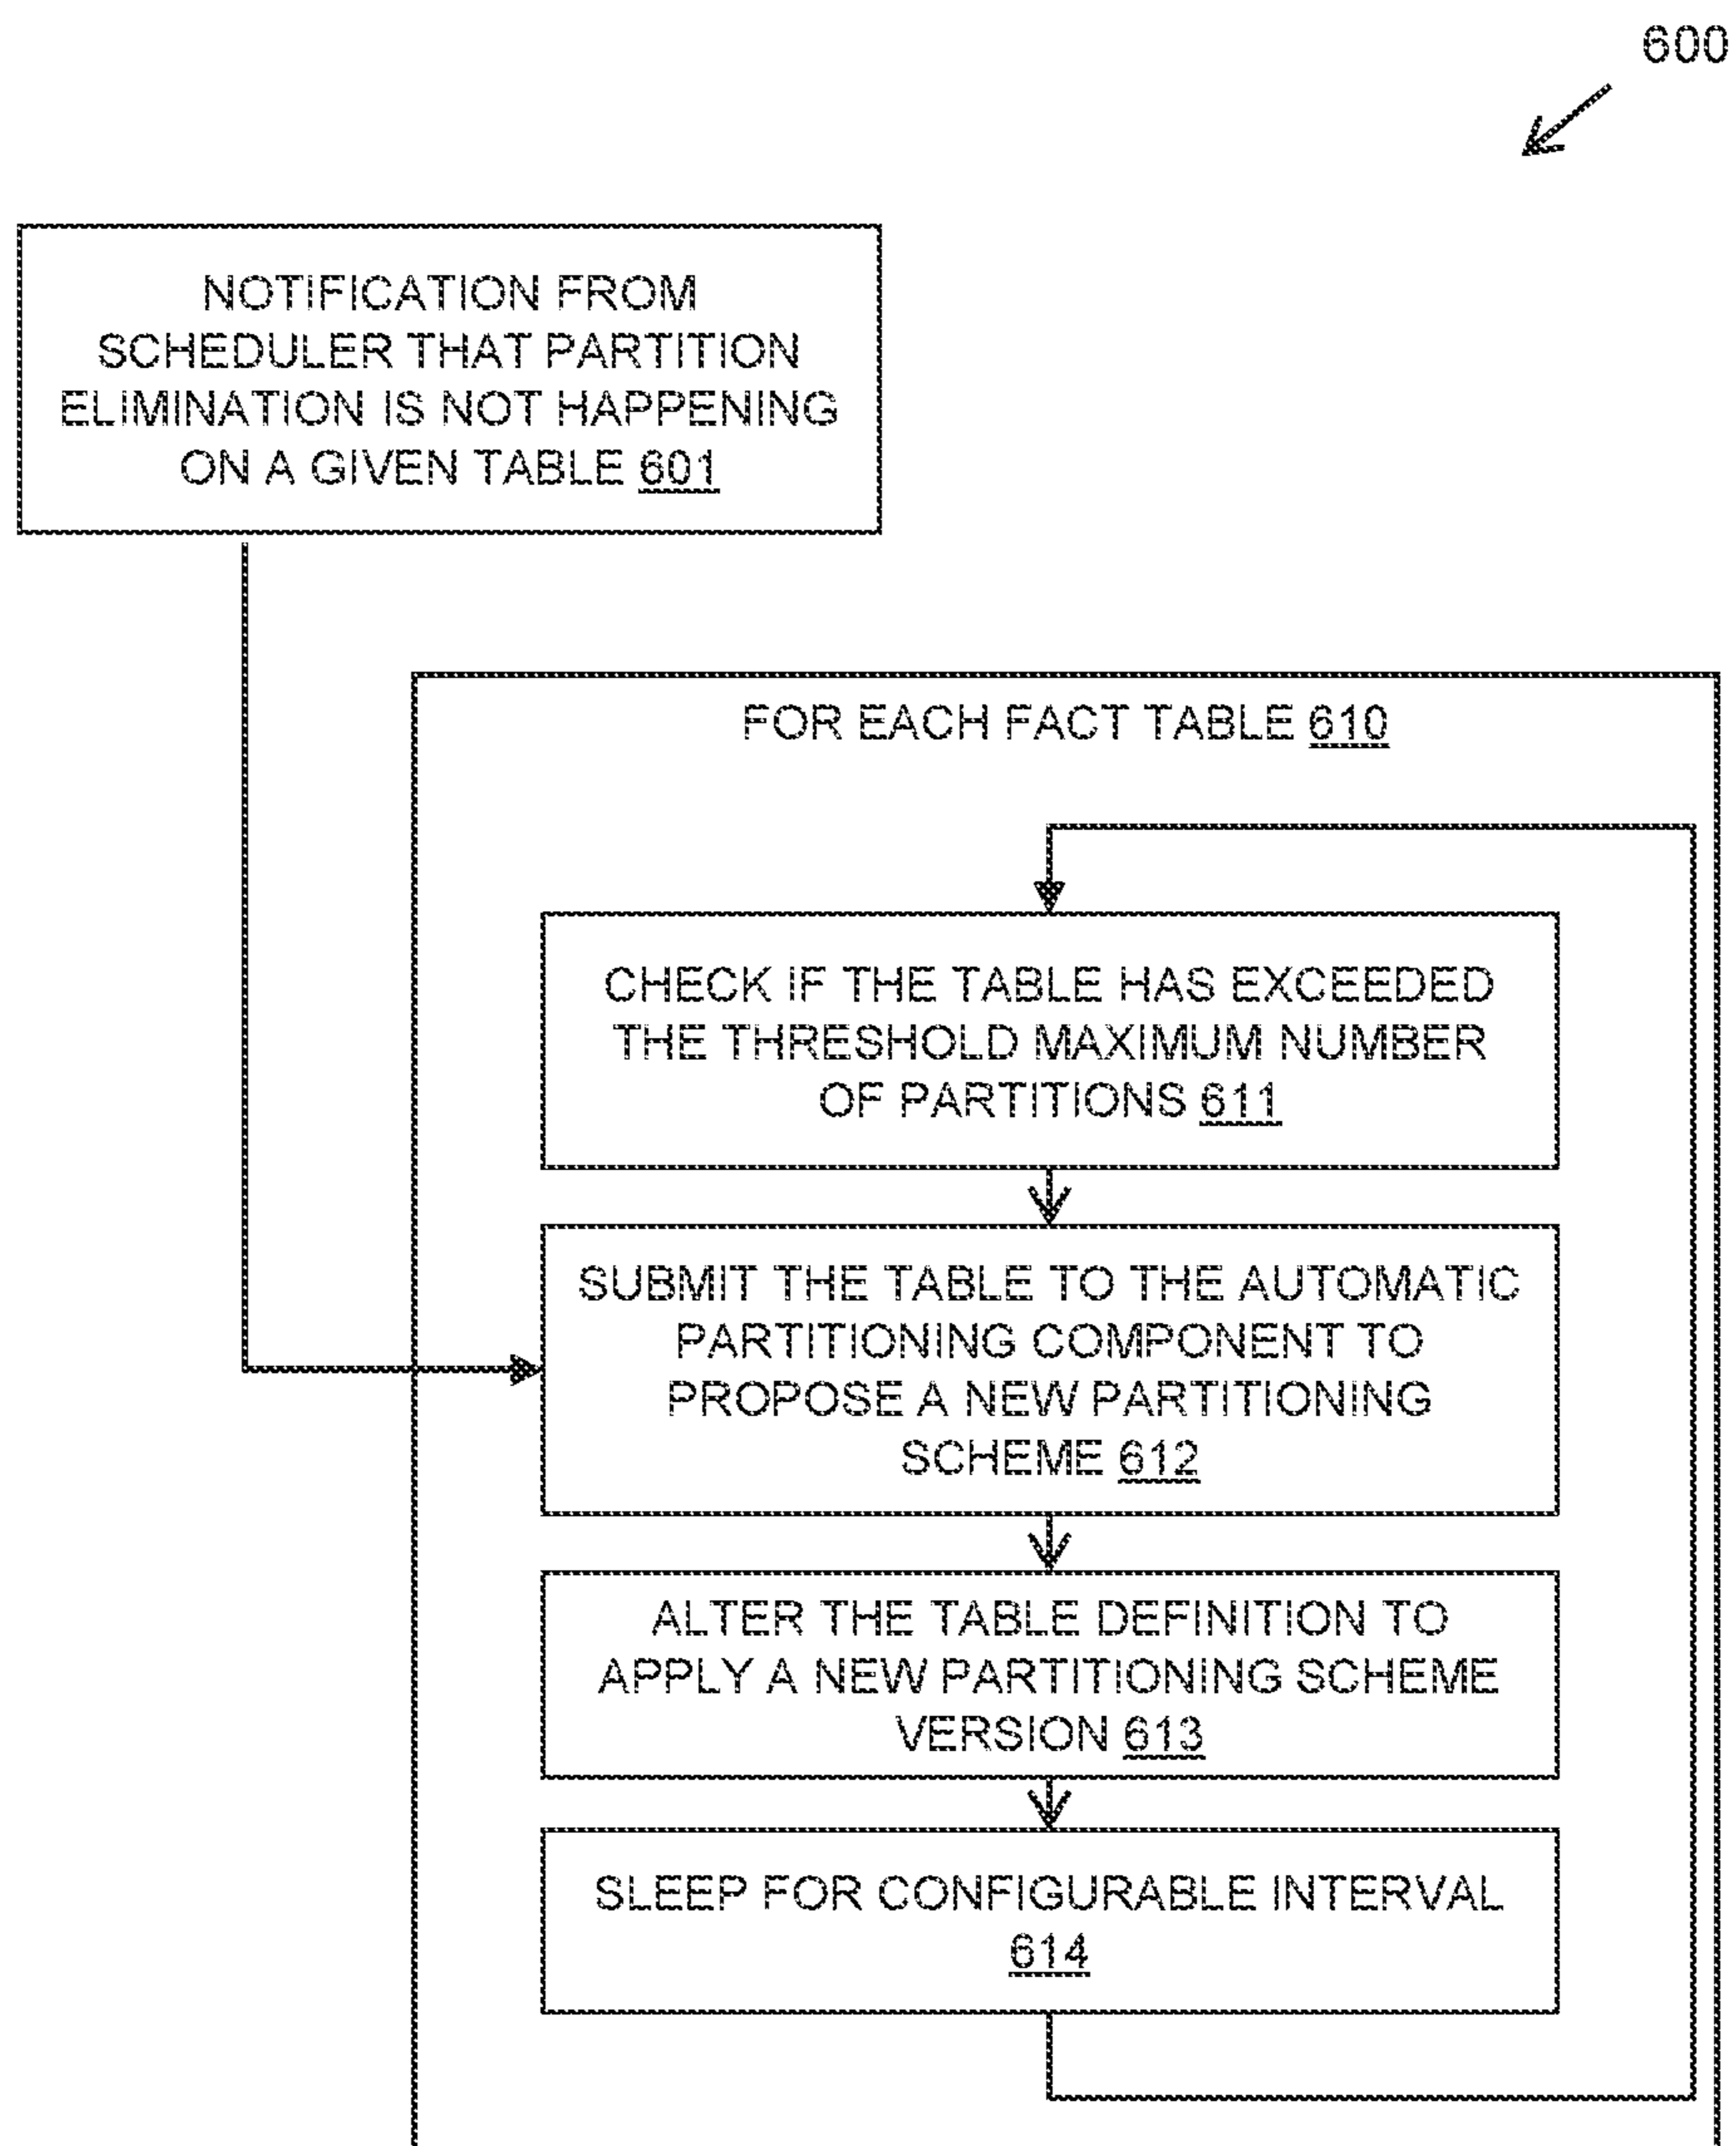 600
NOTIFICATION FROM
SCHEDULER THAT PARTITION
ELIMINATION IS NOT HAPPENING
ON A GIVEN TABLE 601
FOR EACH FACT TABLE 610
CHECK IF THE TABLE HAS EXCEEDED
THE THRESHOLD MAXIMUM NUMBER
OF PARTITIONS 611
SUBMIT THE TABLE TO THE AUTOMATIC
PARTITIONING COMPONENT TO
PROPOSE A NEW PARTITIONING
SCHEME 612
ALTER THE TABLE DEFINITION TO
APPLY A NEW PARTITIONING SCHEME
VERSION 613
SLEEP FOR CONFIGURABLE INTERVAL
614